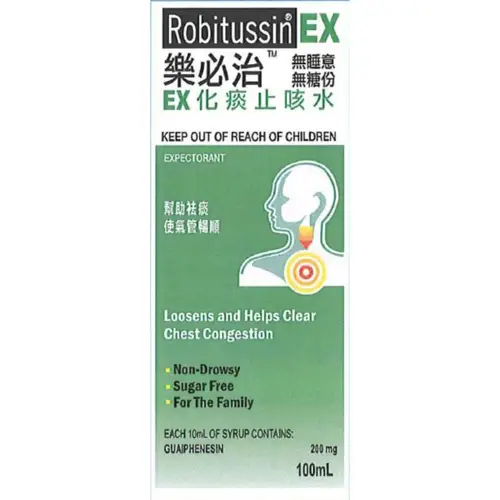 Robitussin® EX
樂必治™ 無睡意
無糖份
EX化痰止咳水
KEEP OUT OF REACH OF CHILDREN
EXPECTORANT
幫助祛痰
使氣管暢順
Loosens and Helps Clear
Chest Congestion
Non-Drowsy
Sugar Free
For The Family
EACH 10mL OF SYRUP CONTAINS:
GUAIPHENESIN 200 mg
100mL